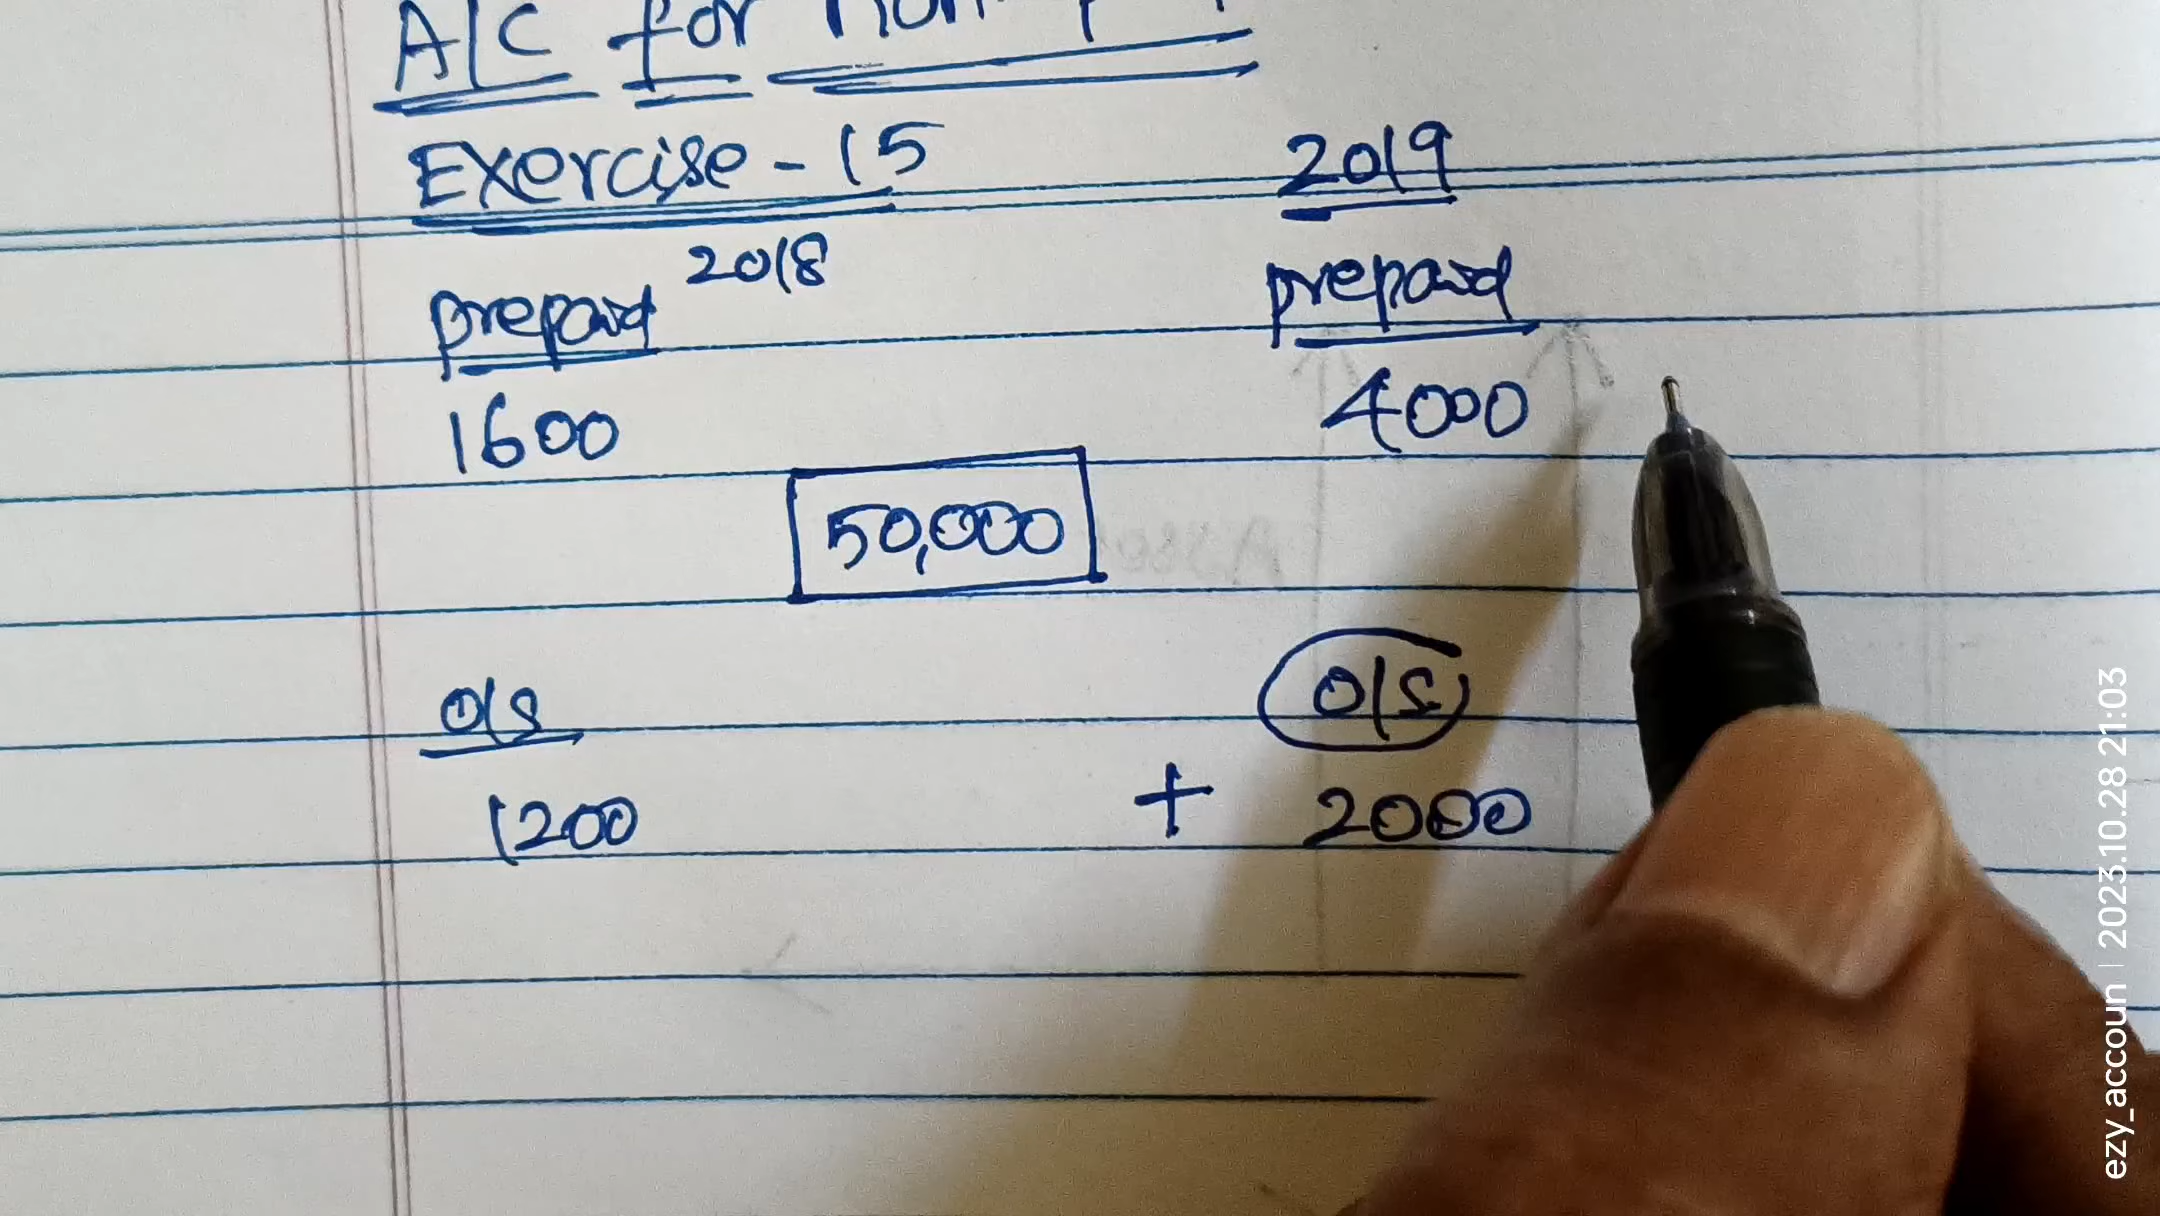 A/C for
Exercise - 15
2019
2018
prepaid
prepaid
1600
4000
50,000
O/S
O/S
1200
+ 2000
ezy_accoun | 2023.10.28 21:03